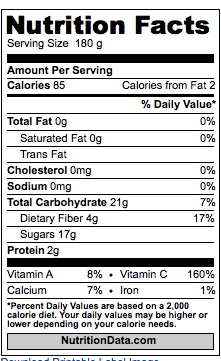 Nutrition Facts
Serving Size 180 g
Amount Per Serving
Calories 85 Calories from Fat 2
% Daily Value*
Total Fat 0g 0%
Saturated Fat 0g 0%
Trans Fat
Cholesterol 0mg 0%
Sodium 0mg 0%
Total Carbohydrate 21g 7%
Dietary Fiber 4g 17%
Sugars 17g
Protein 2g
Vitamin A 8% • Vitamin C 160%
Calcium 7% • Iron 1%
*Percent Daily Values are based on a 2,000
calorie diet. Your daily values may be higher or
lower depending on your calorie needs.
NutritionData.com
Download Printable Label Image